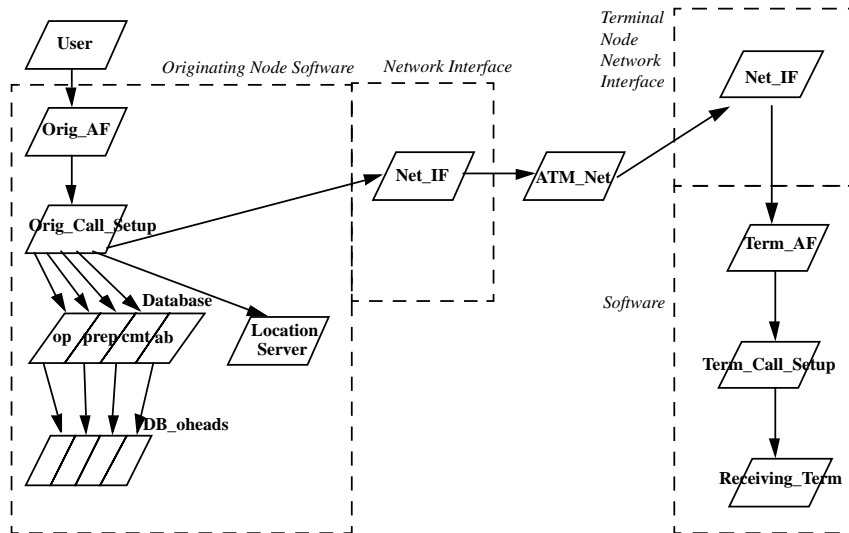 User
Originating Node Software
Network Interface
Terminal
Node
Network
Interface
Net_IF
Orig_AF
Net_IF
ATM_Net
Orig_Call_Setup
Term_AF
Database
op prep cmt ab
Location
Server
Software
Term_Call_Setup
DB_oheads
Receiving_Term